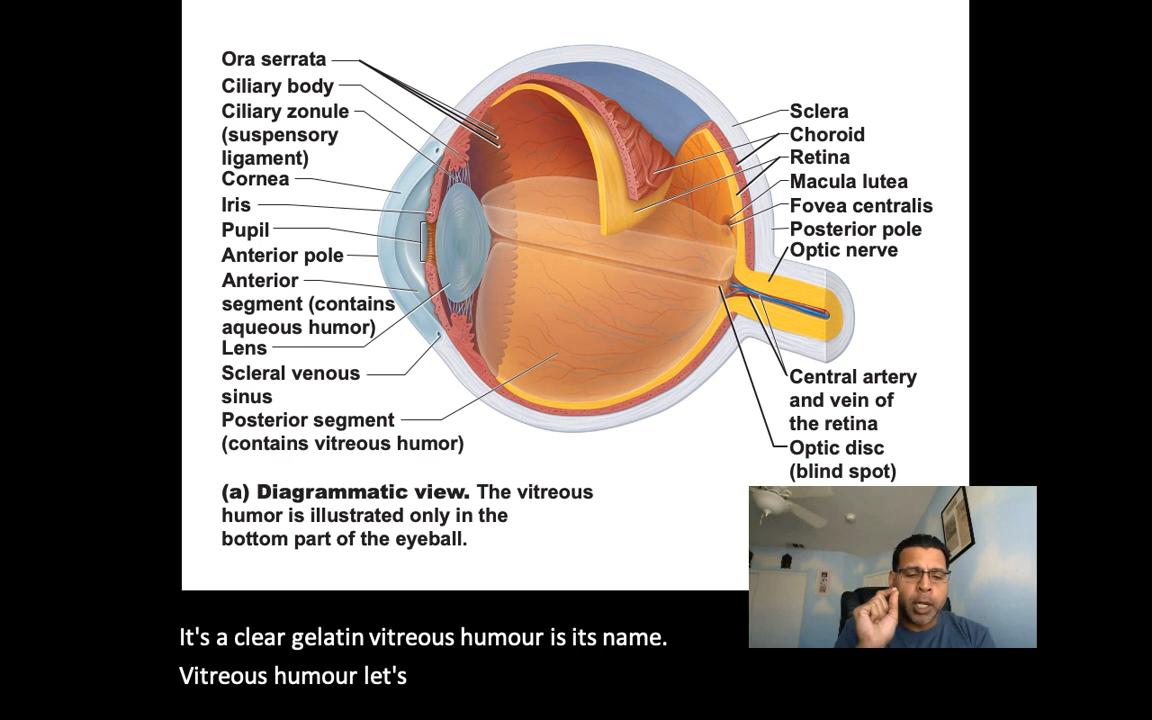 Ora serrata
Ciliary body
Ciliary zonule
(suspensory
ligament)
Cornea
Iris
Pupil
Anterior pole
Anterior
segment (contains
aqueous humor)
Lens
Scleral venous
sinus
Posterior segment
(contains vitreous humor)
Sclera
Choroid
Retina
Macula lutea
Fovea centralis
Posterior pole
Optic nerve
Central artery
and vein of
the retina
Optic disc
(blind spot)
(a) Diagrammatic view. The vitreous
humor is illustrated only in the
bottom part of the eyeball.
It's a clear gelatin vitreous humour is its name.
Vitreous humour let's